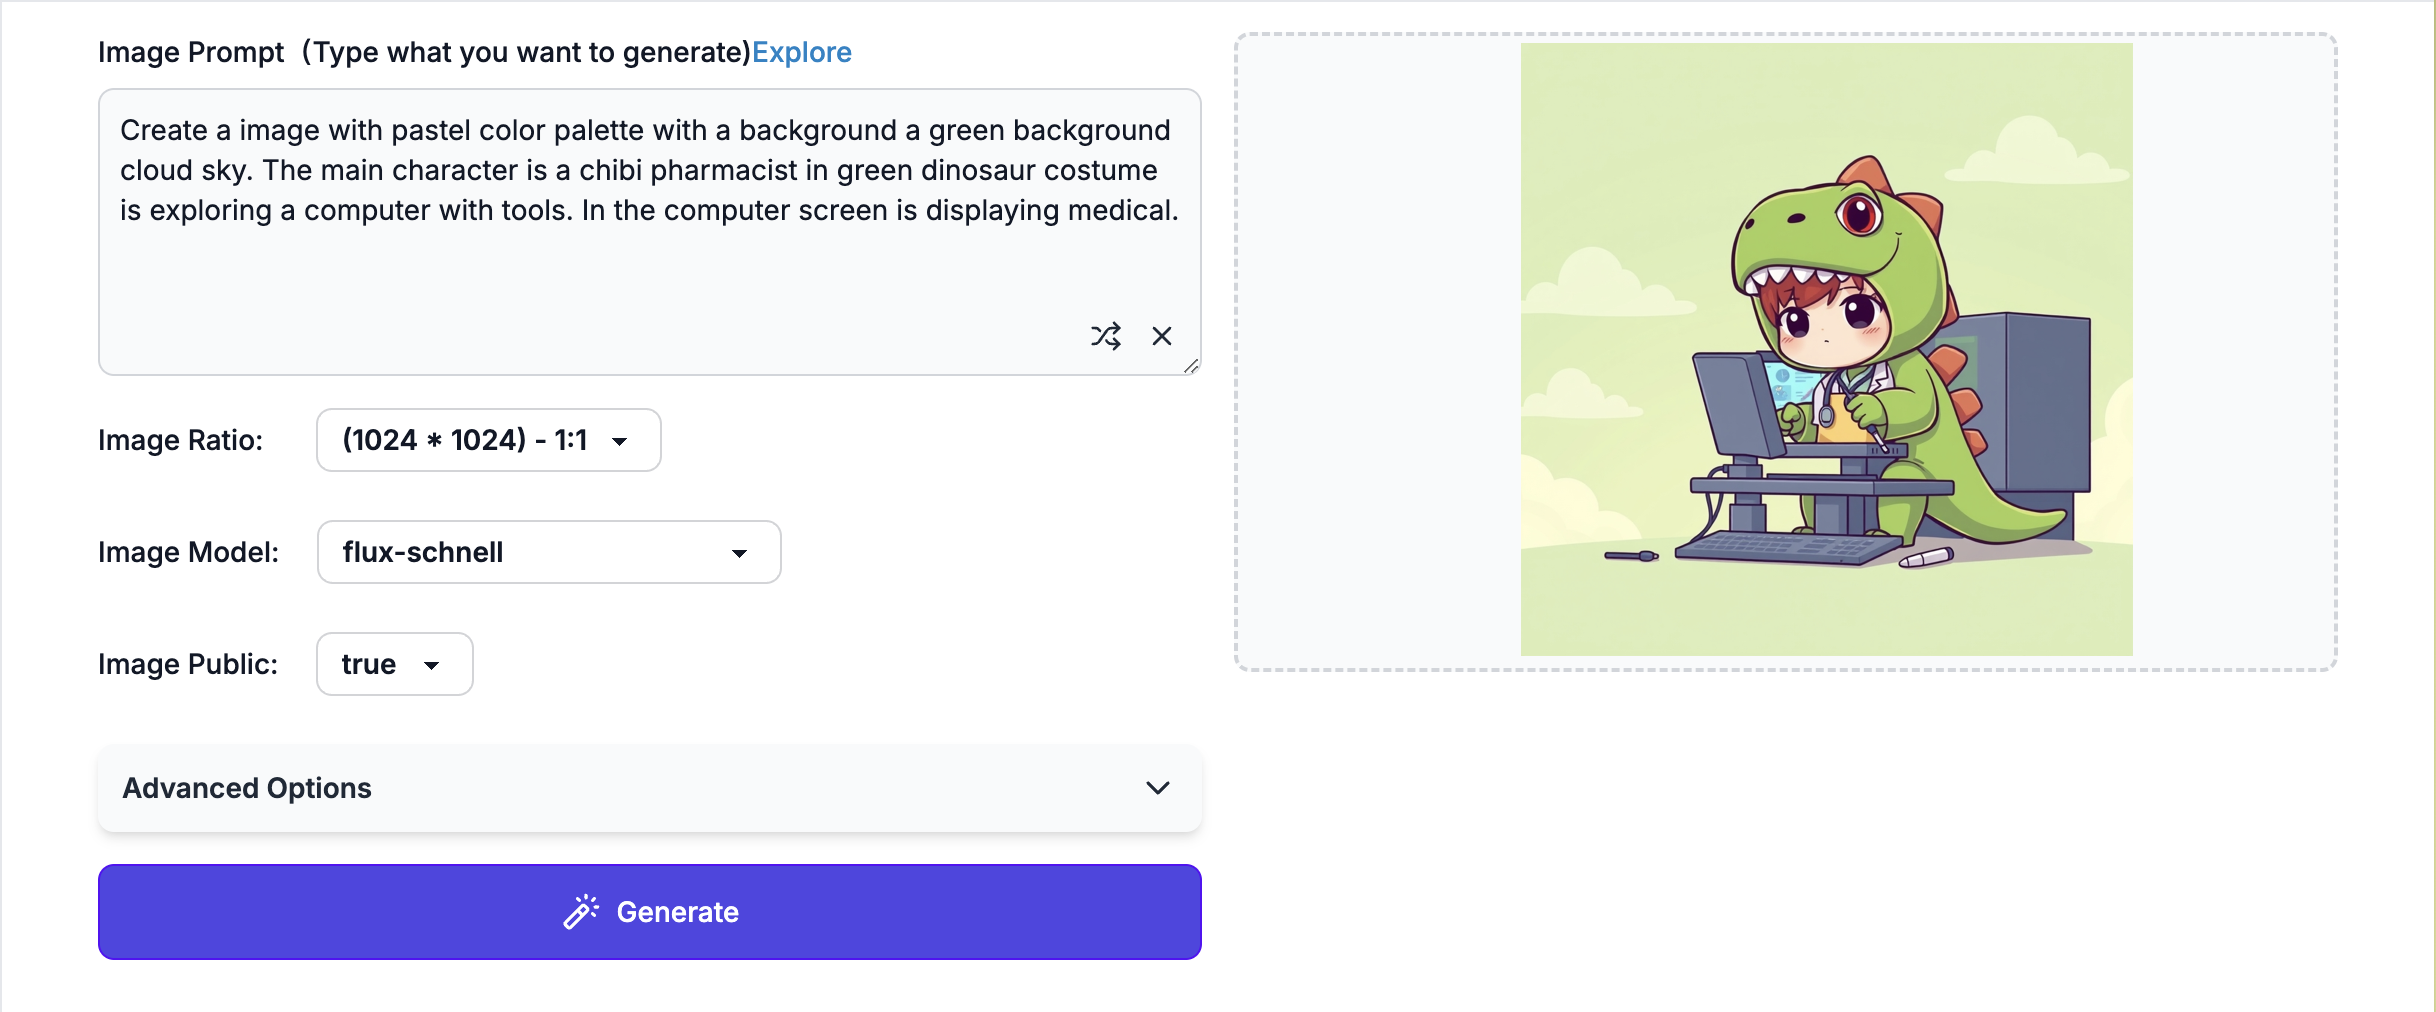 Image Prompt（Type what you want to generate)Explore
Create a image with pastel color palette with a background a green background
cloud sky. The main character is a chibi pharmacist in green dinosaur costume
is exploring a computer with tools. In the computer screen is displaying medical.
Image Ratio: (1024 * 1024) - 1:1
Image Model: flux-schnell
Image Public: true
Advanced Options
Generate